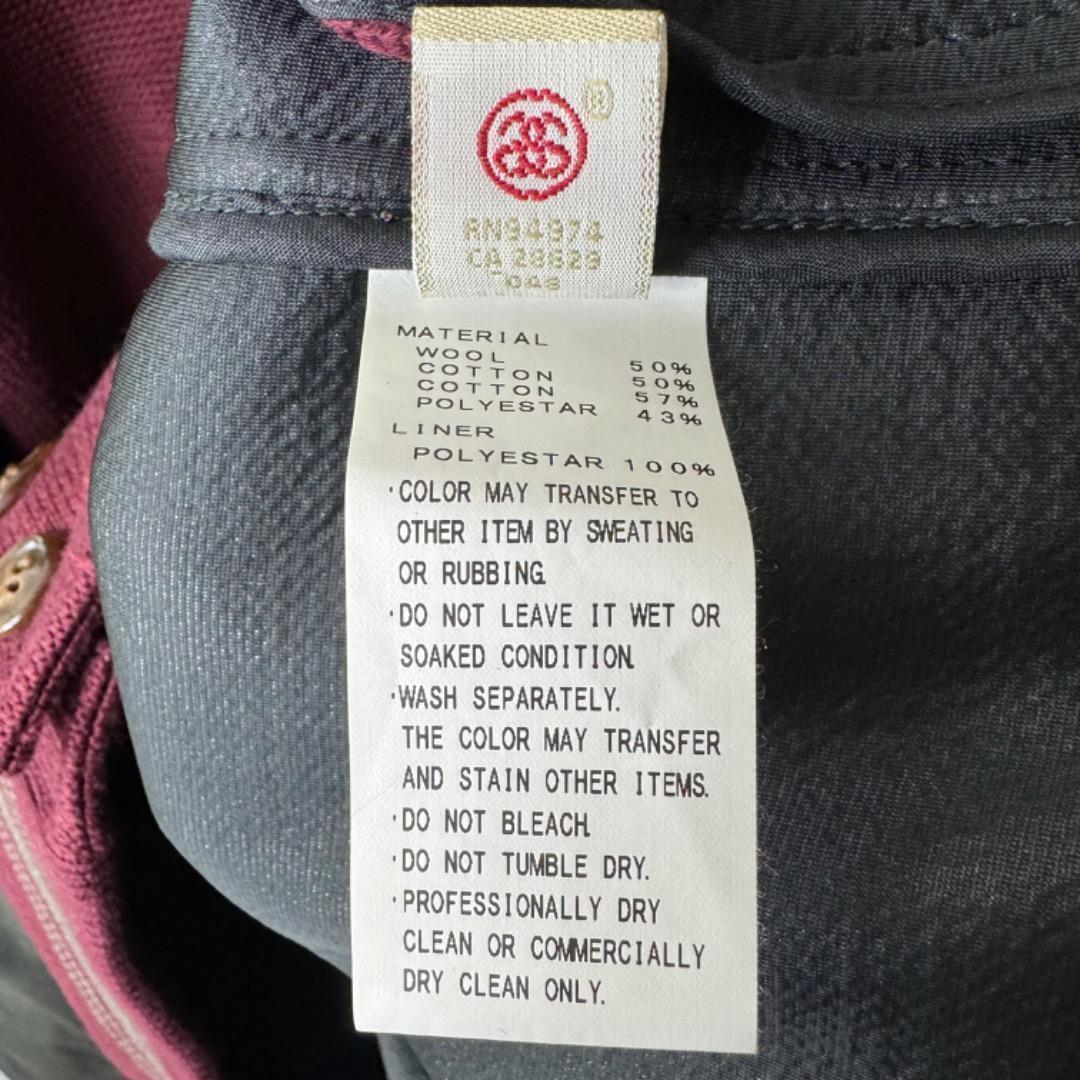 ®
RN94974
CA 28829
MATERIAL
WOOL 50%
COTTON 50%
COTTON 57%
POLYESTAR 43%
LINER
POLYESTAR 100%
·COLOR MAY TRANSFER TO
OTHER ITEM BY SWEATING
OR RUBBING.
·DO NOT LEAVE IT WET OR
SOAKED CONDITION.
·WASH SEPARATELY.
THE COLOR MAY TRANSFER
AND STAIN OTHER ITEMS.
·DO NOT BLEACH.
·DO NOT TUMBLE DRY.
·PROFESSIONALLY DRY
CLEAN OR COMMERCIALLY
DRY CLEAN ONLY.